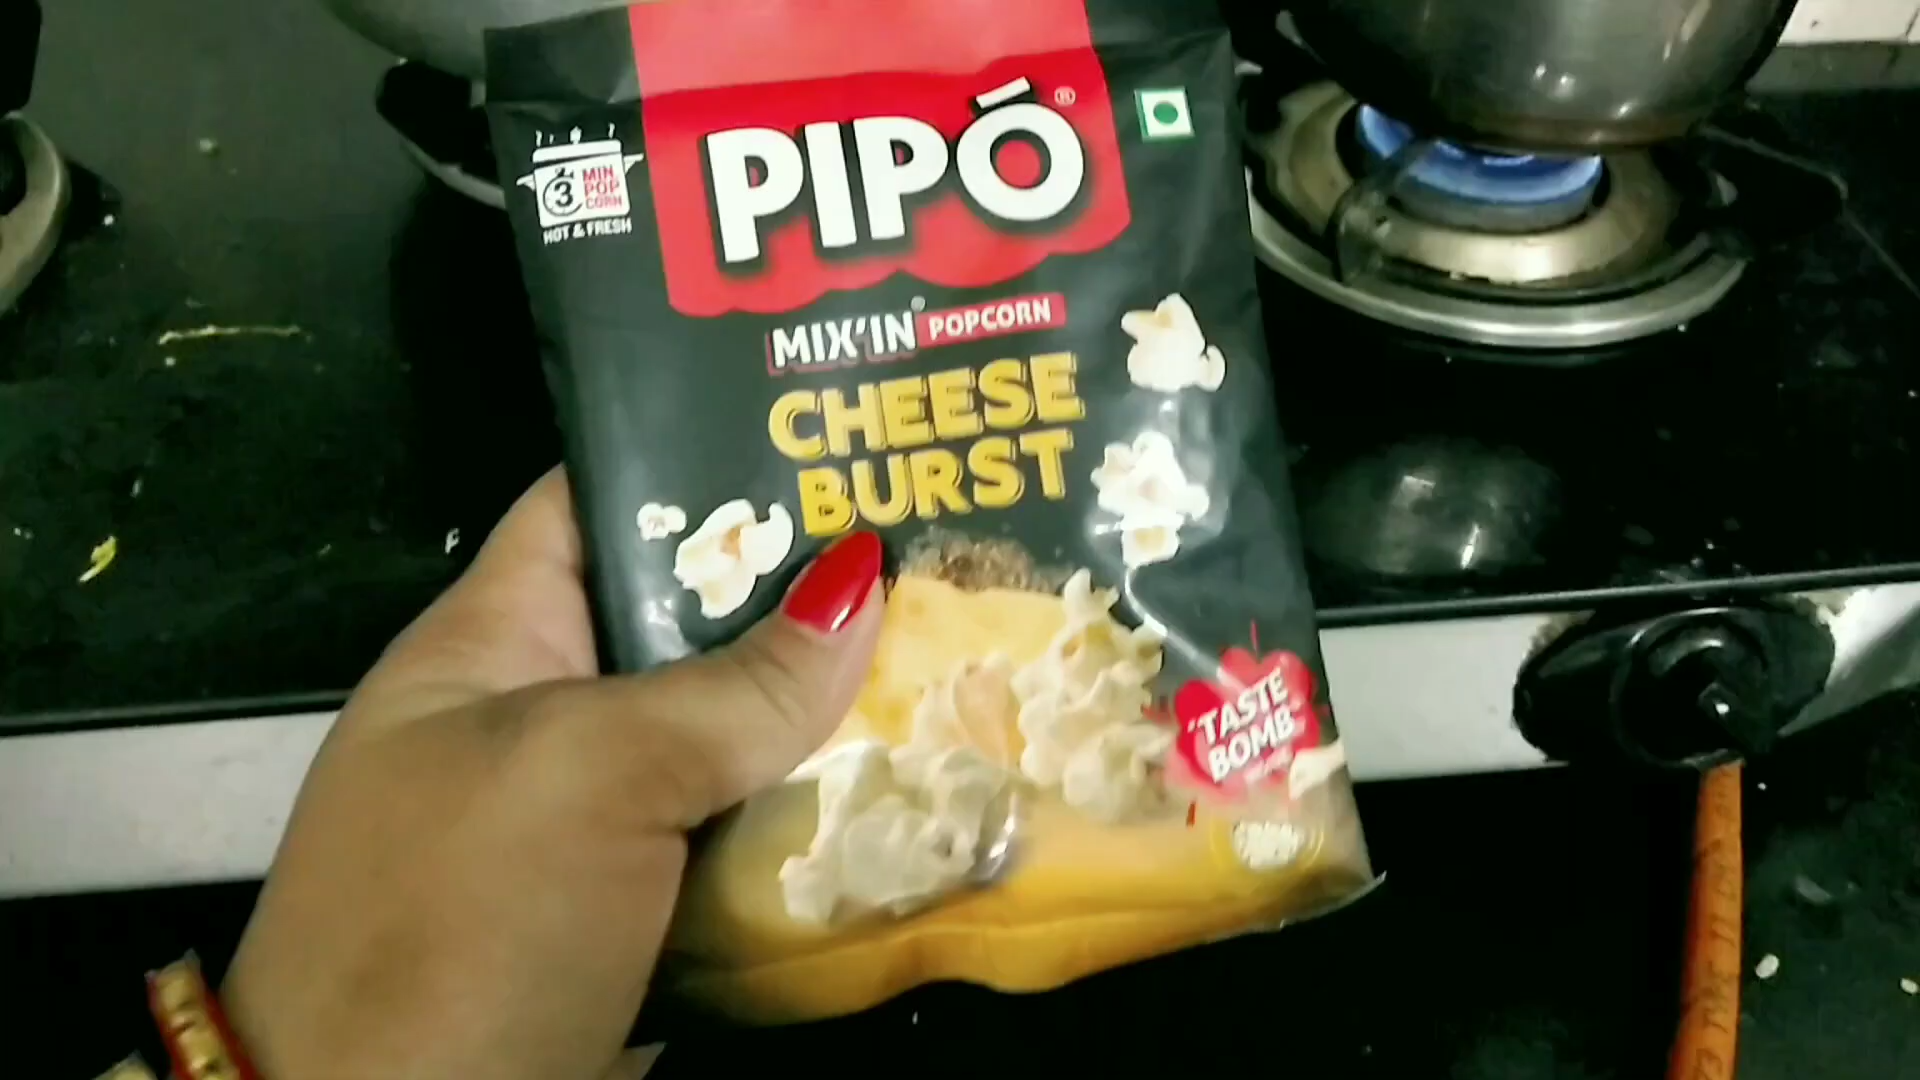 PIPÓ®
3 MIN.
POP
CORN
HOT & FRESH
MIX'IN® POPCORN
CHEESE
BURST
TASTE
BOMB